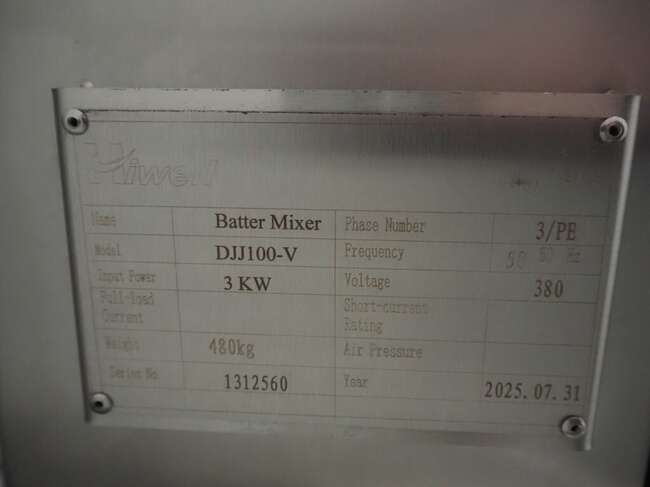 Hiwell
Name Batter Mixer Phase Number 3/PE
Model DJJ100-V Frequency 50 Hz
Input Power 3 KW Voltage 380
Full-load Current Short-current Rating
Weight 480kg Air Pressure
Series No. 1312560 Year 2025.07.31